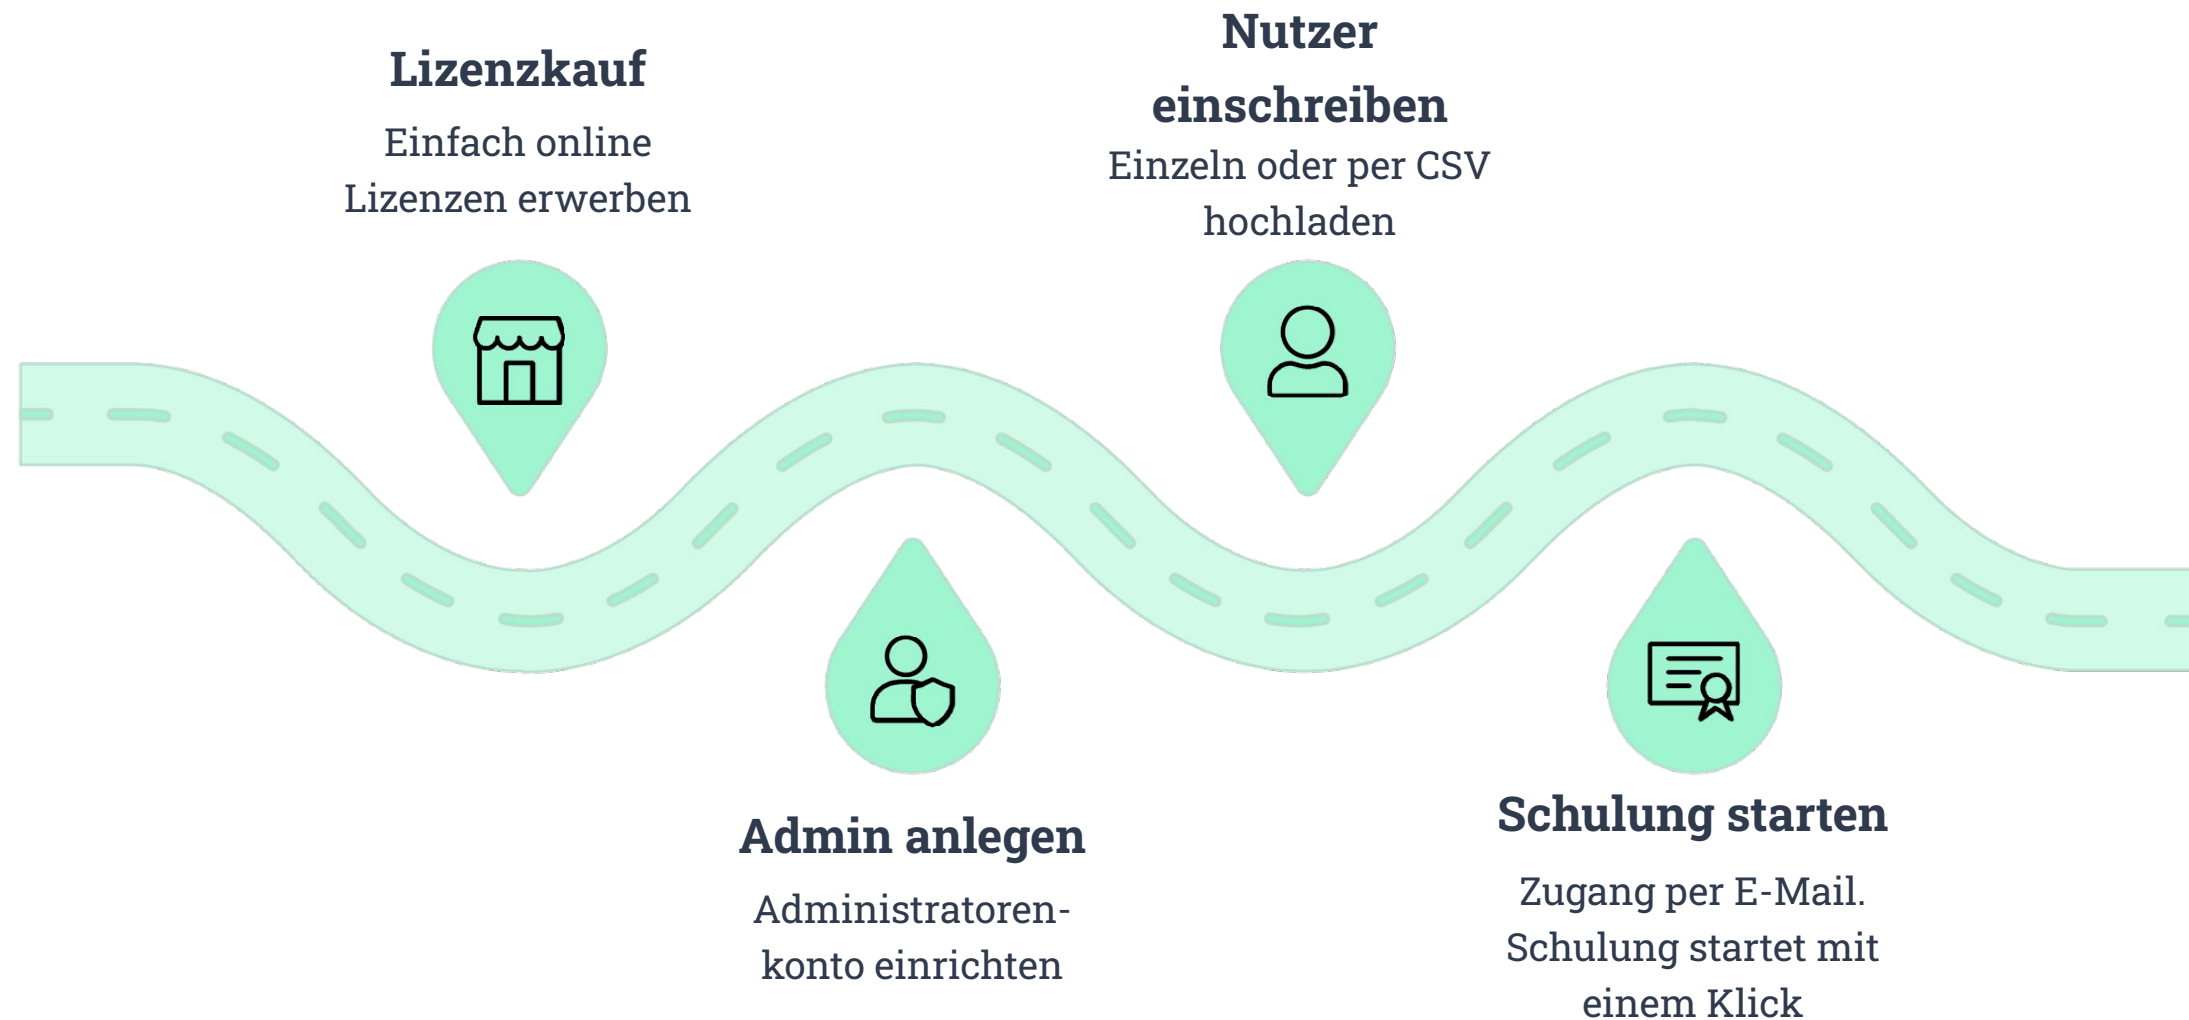 Lizenzkauf
Einfach online
Lizenzen erwerben
Admin anlegen
Administratoren-
konto einrichten
Nutzer
einschreiben
Einzeln oder per CSV
hochladen
Schulung starten
Zugang per E-Mail.
Schulung startet mit
einem Klick